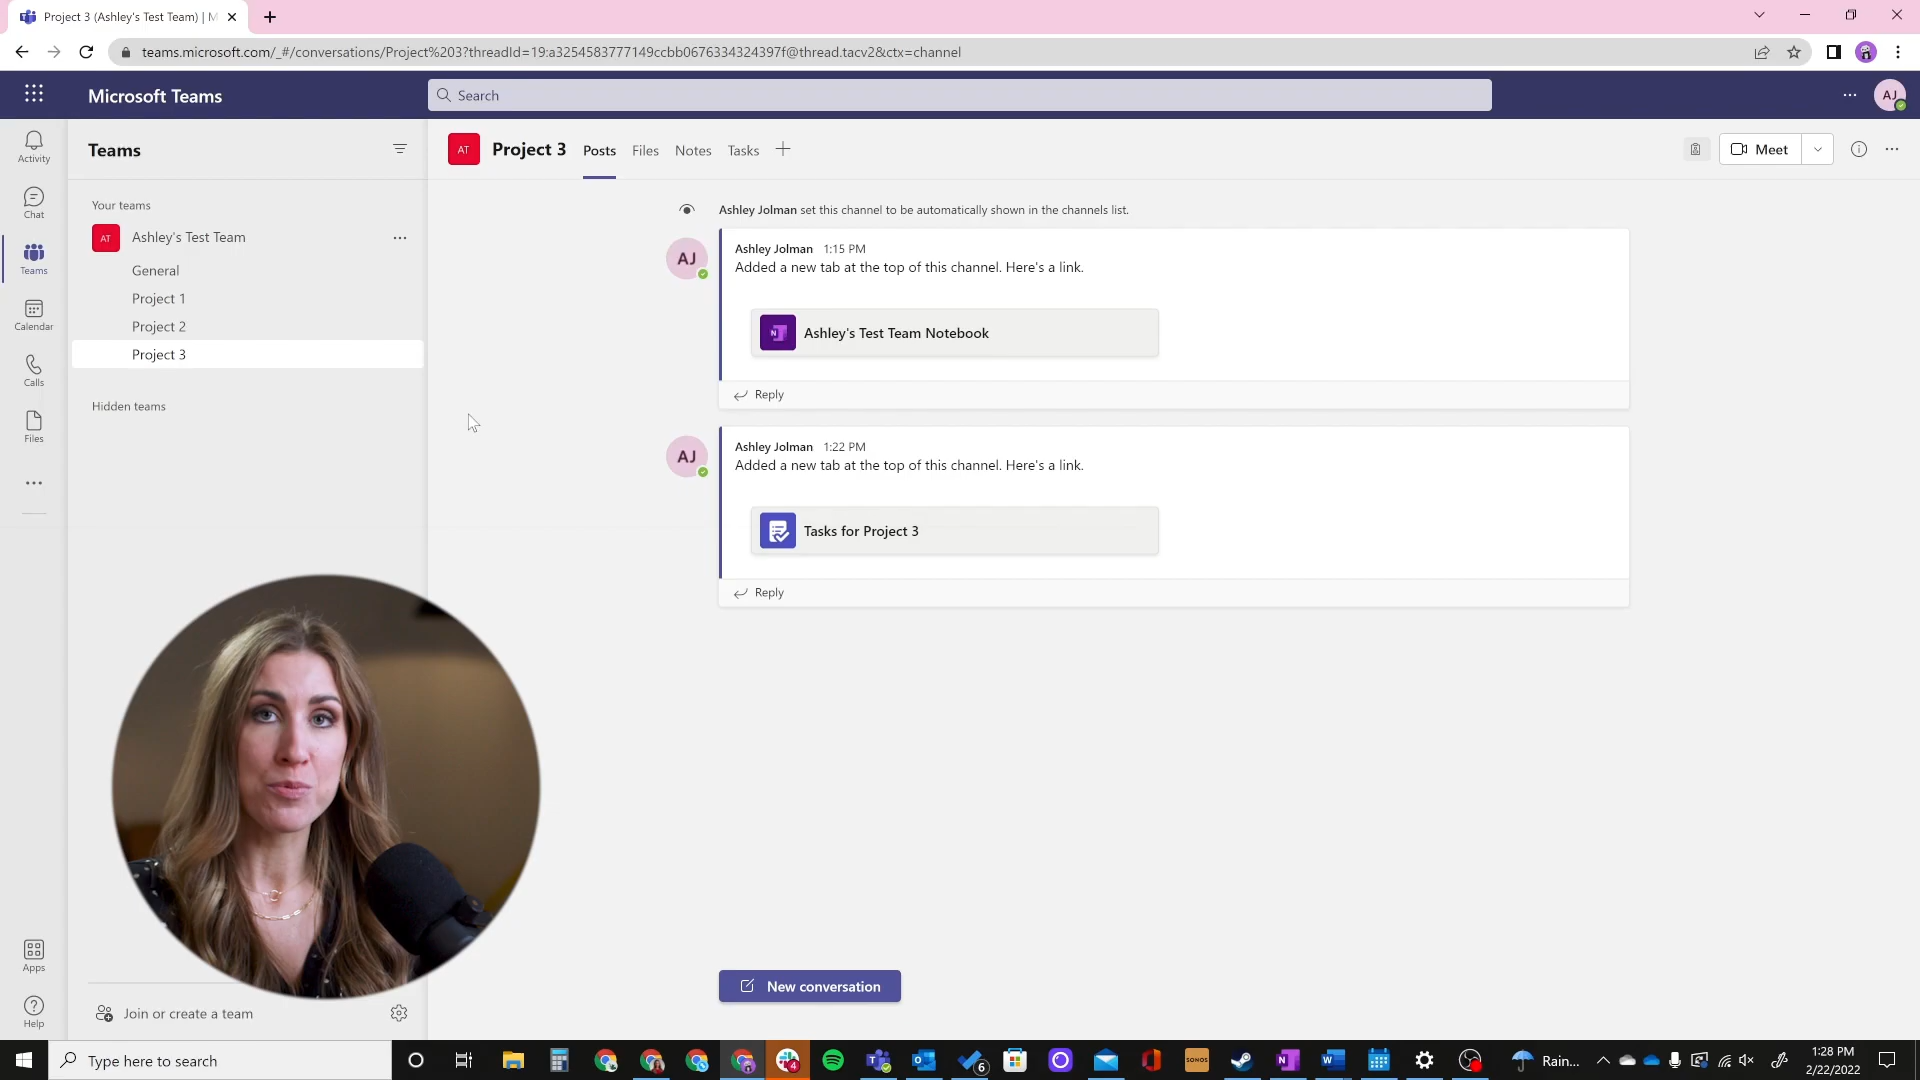 Project 3 (Ashley's Test Team) | M
teams.microsoft.com/_#/conversations/Project%203?threadId=19:a3254583777149ccbb0676334324397f@thread.tacv2&ctx=channel
Microsoft Teams
Search
AJ
Activity
Chat
Teams
Calendar
Calls
Files
Apps
Help
Teams
Your teams
AT
Ashley's Test Team
General
Project 1
Project 2
Project 3
Hidden teams
Join or create a team
AT
Project 3
Posts
Files
Notes
Tasks
Meet
Ashley Jolman set this channel to be automatically shown in the channels list.
AJ
Ashley Jolman 1:15 PM
Added a new tab at the top of this channel. Here's a link.
N
Ashley's Test Team Notebook
Reply
AJ
Ashley Jolman 1:22 PM
Added a new tab at the top of this channel. Here's a link.
Tasks for Project 3
Reply
New conversation
Type here to search
4
6
SONOS
Rain...
1:28 PM
2/22/2022